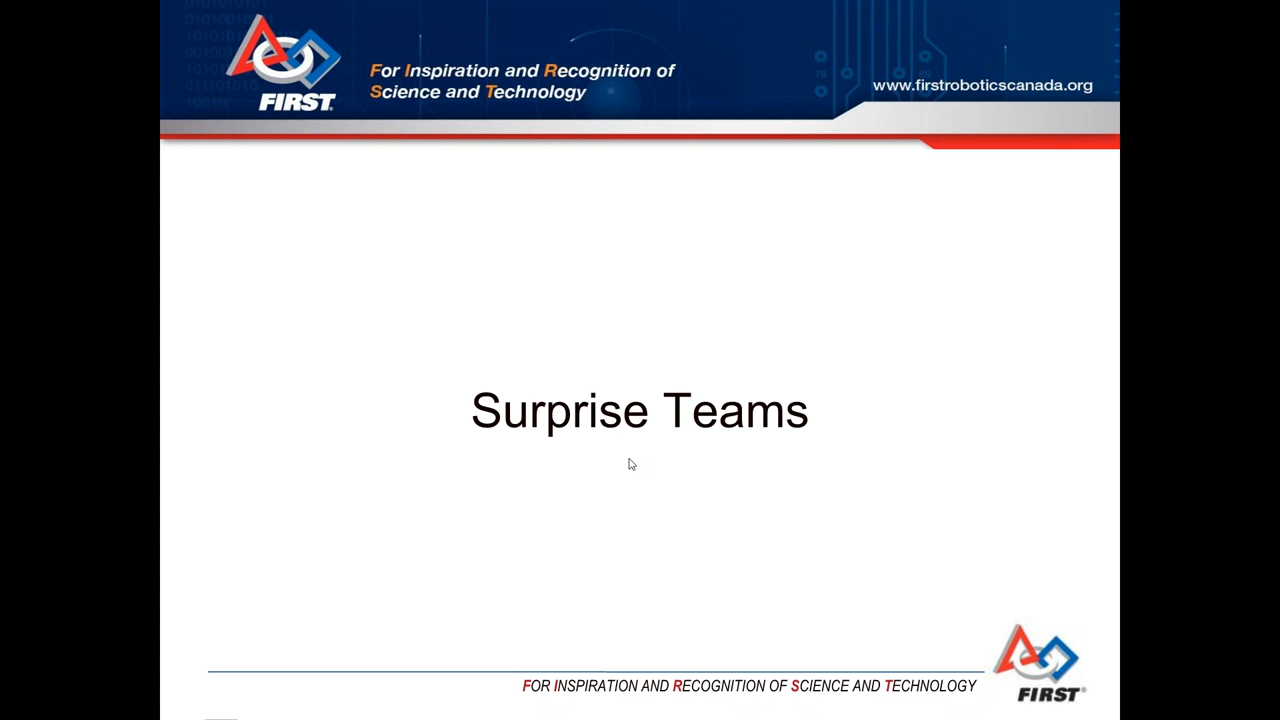 FIRST
For Inspiration and Recognition of
Science and Technology
www.firstroboticscanada.org
Surprise Teams
FOR INSPIRATION AND RECOGNITION OF SCIENCE AND TECHNOLOGY
FIRST®